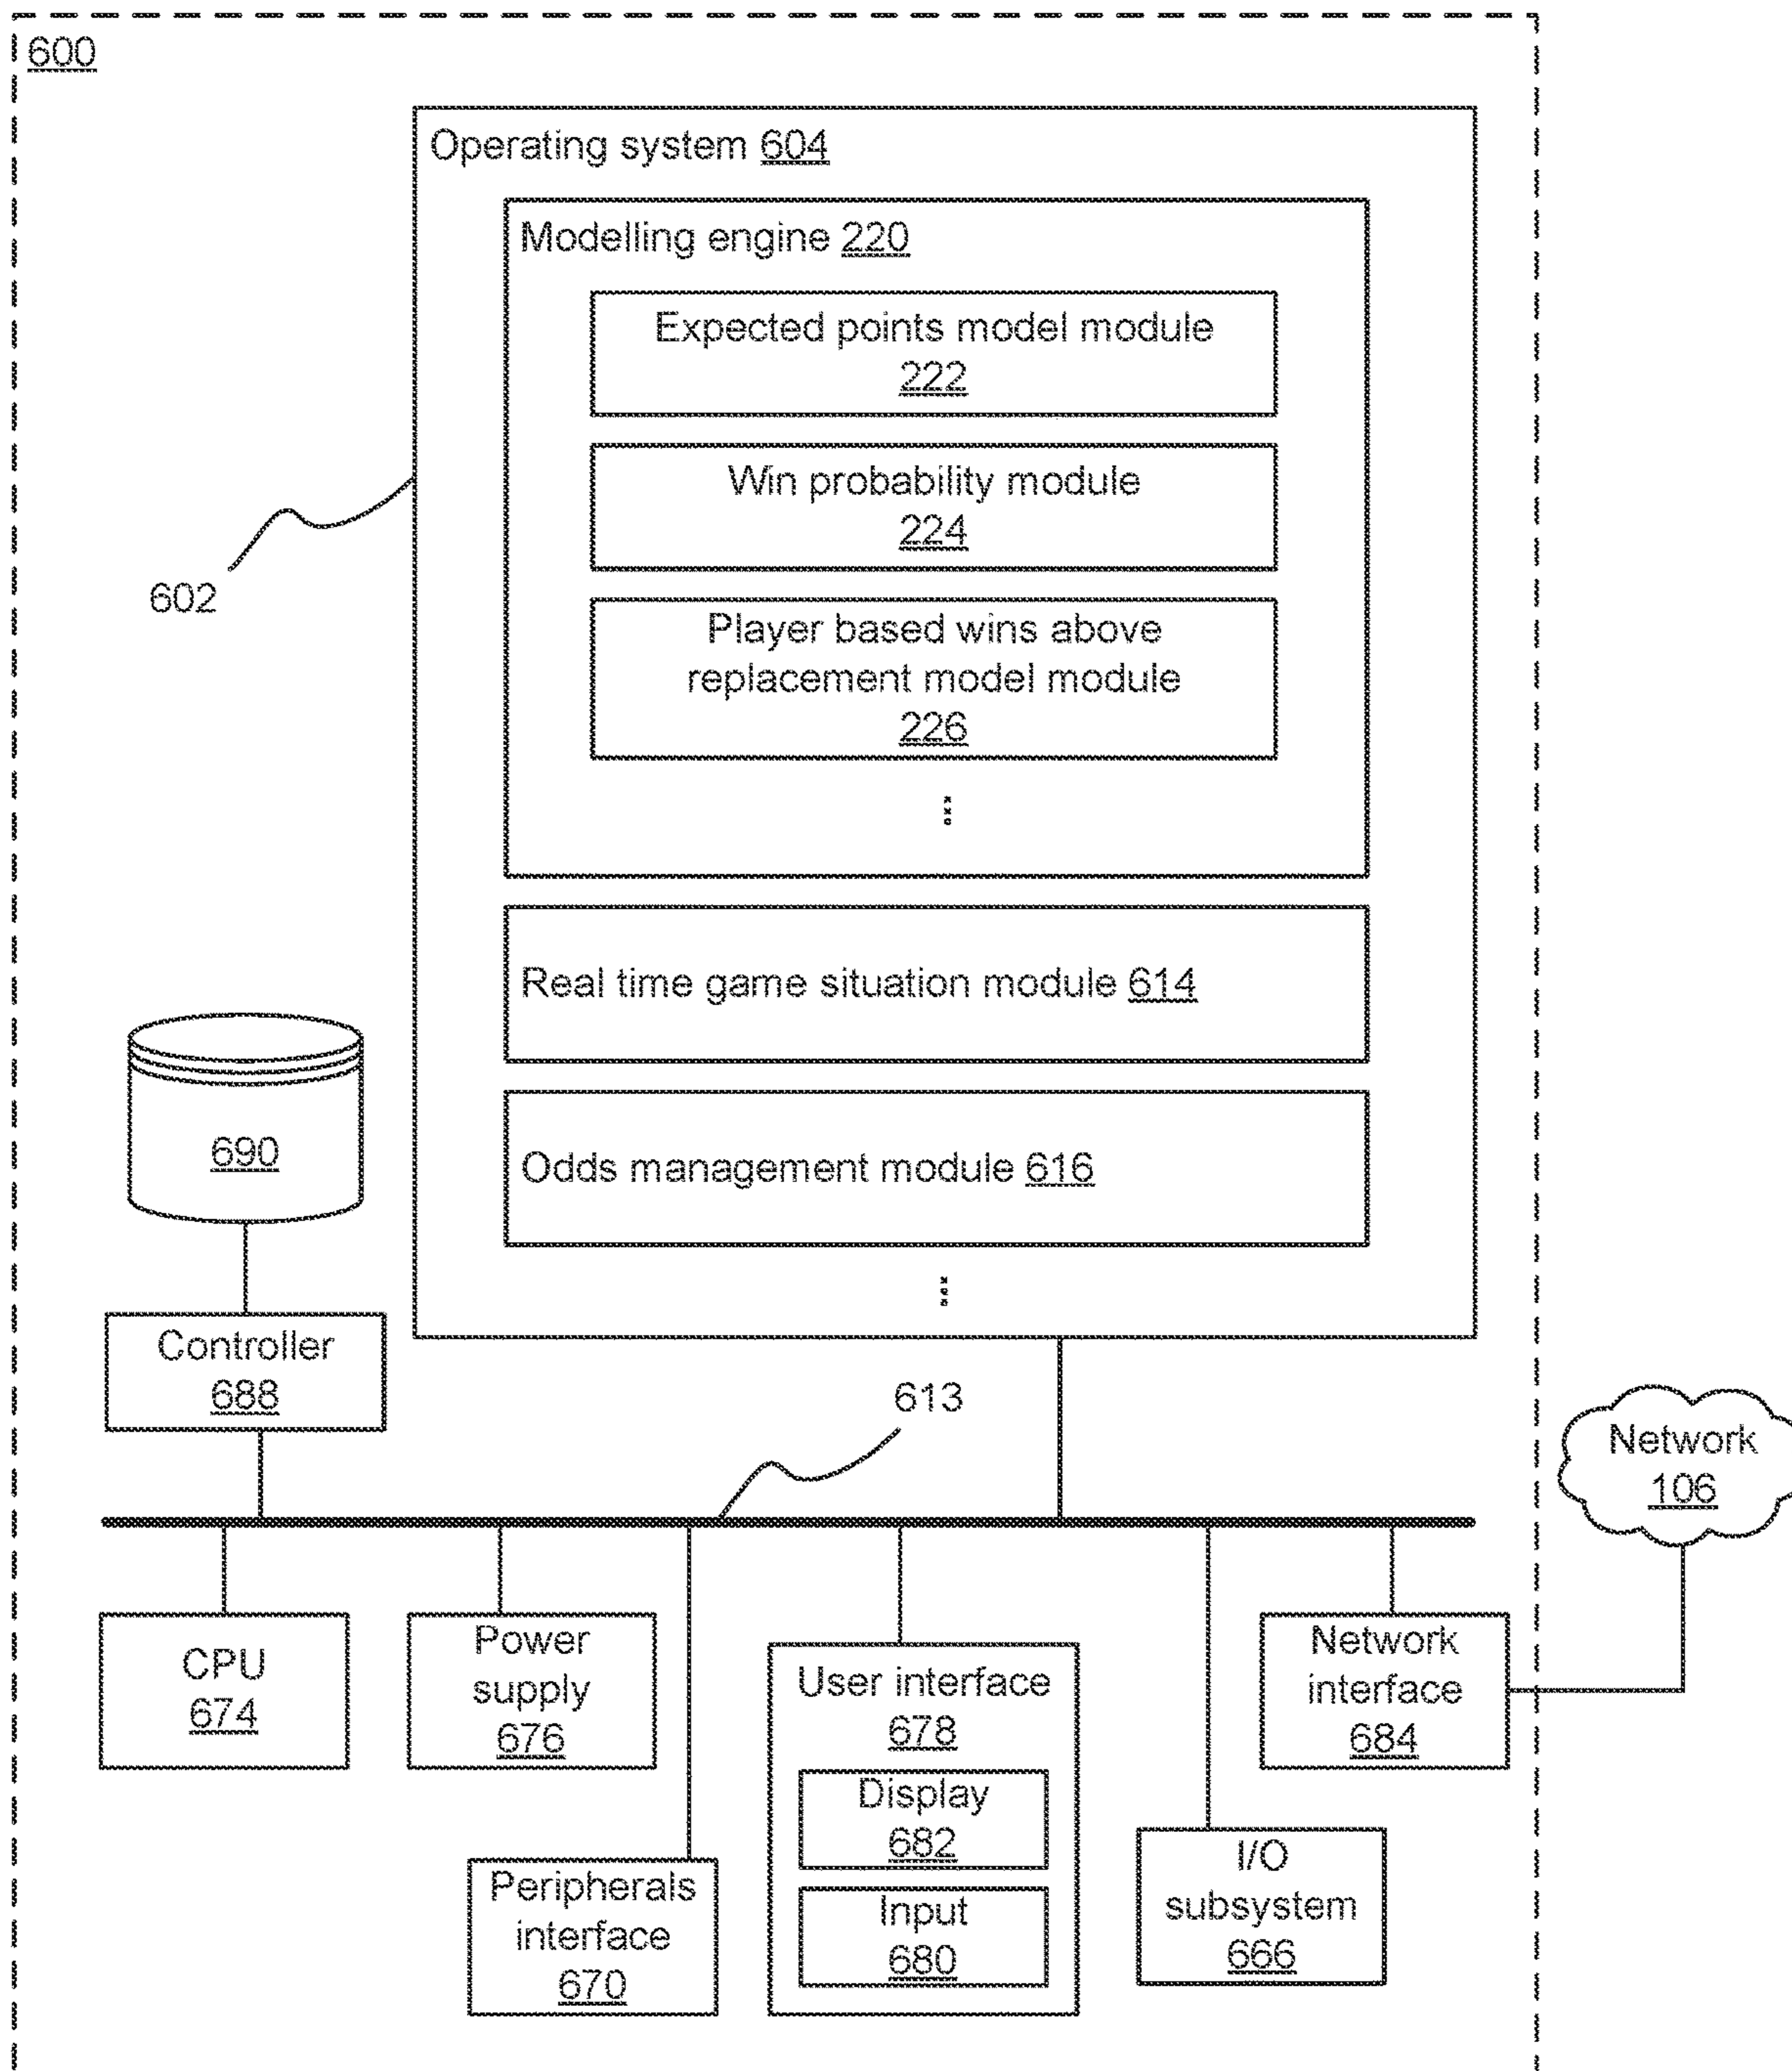 600
Operating system 604
Modelling engine 220
Expected points model module
222
Win probability module
224
602
Player based wins above
replacement model module
226
Real time game situation module 614
690
Odds management module 616
Controller
688
613
Network
106
CPU
674
Power
supply
676
User interface
678
Display
682
Input
680
Network
interface
684
Peripherals
interface
670
I/O
subsystem
666